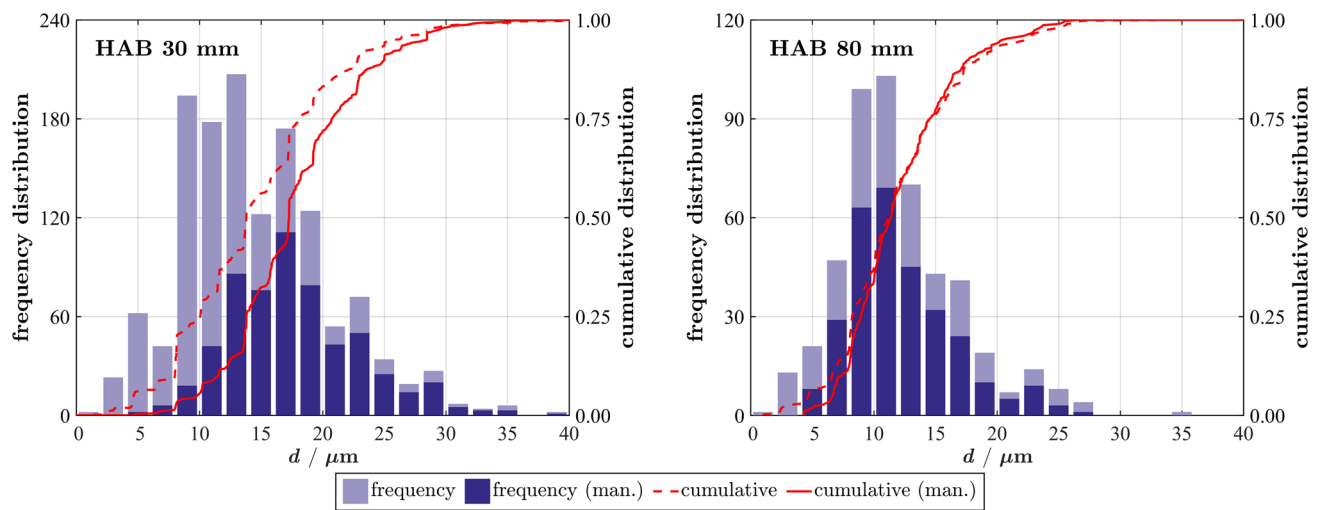 HAB 30 mm
frequency distribution
240
180
120
60
0
0 5 10 15 20 25 30 35 40
d / μm
1.00
0.75
0.50
0.25
0.00
cumulative distribution
HAB 80 mm
frequency distribution
120
90
60
30
0
0 5 10 15 20 25 30 35 40
d / μm
1.00
0.75
0.50
0.25
0.00
cumulative distribution
frequency frequency (man.) cumulative cumulative (man.)